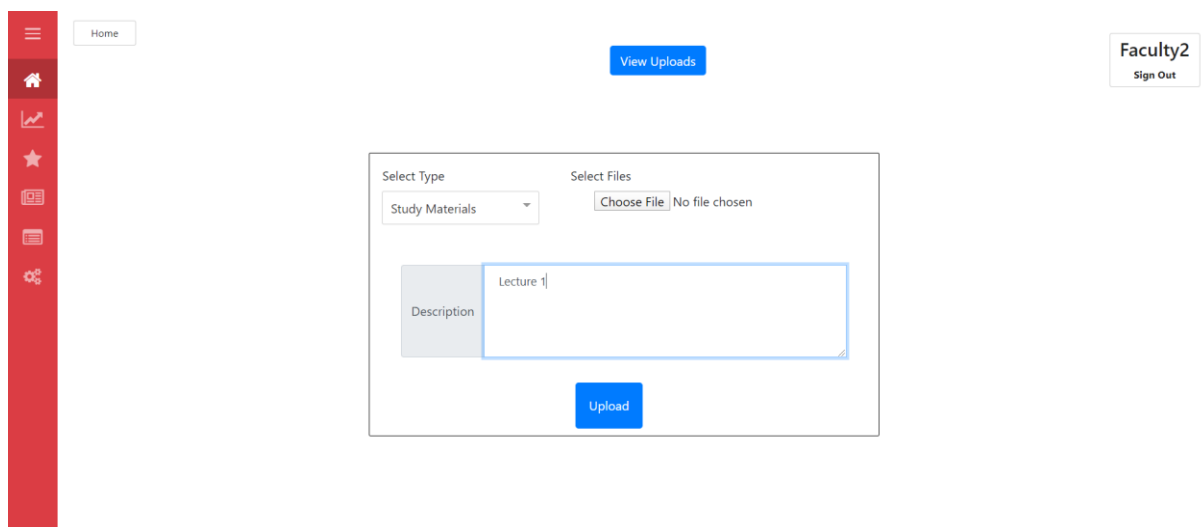 Home
View Uploads
Faculty2
Sign Out
Select Type
Select Files
Study Materials
Choose File No file chosen
Description
Lecture 1
Upload